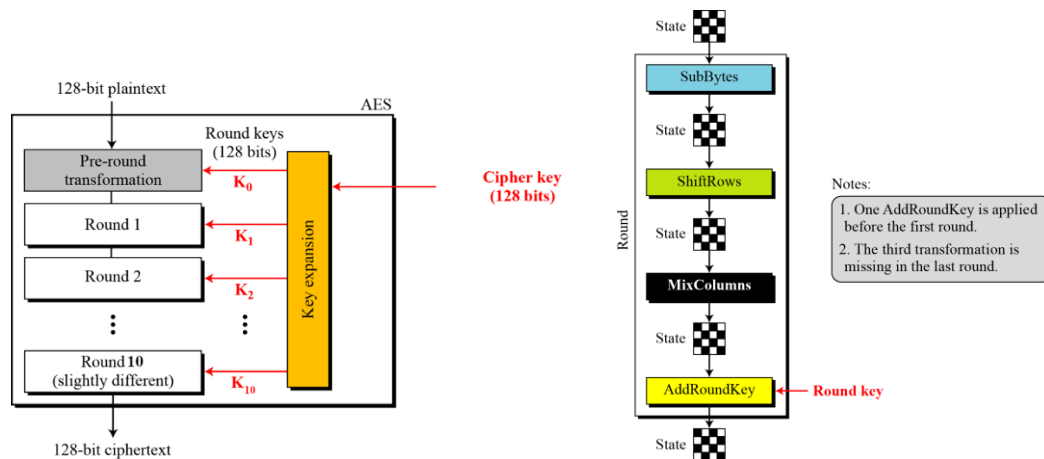 128-bit plaintext
AES
Round keys
(128 bits)
Pre-round
transformation
K0
Cipher key
(128 bits)
Round 1
K1
Round 2
K2
Key expansion
Round 10
(slightly different)
K10
128-bit ciphertext
State
SubBytes
State
ShiftRows
State
Round
MixColumns
State
AddRoundKey
Round key
State
Notes:
1. One AddRoundKey is applied
before the first round.
2. The third transformation is
missing in the last round.